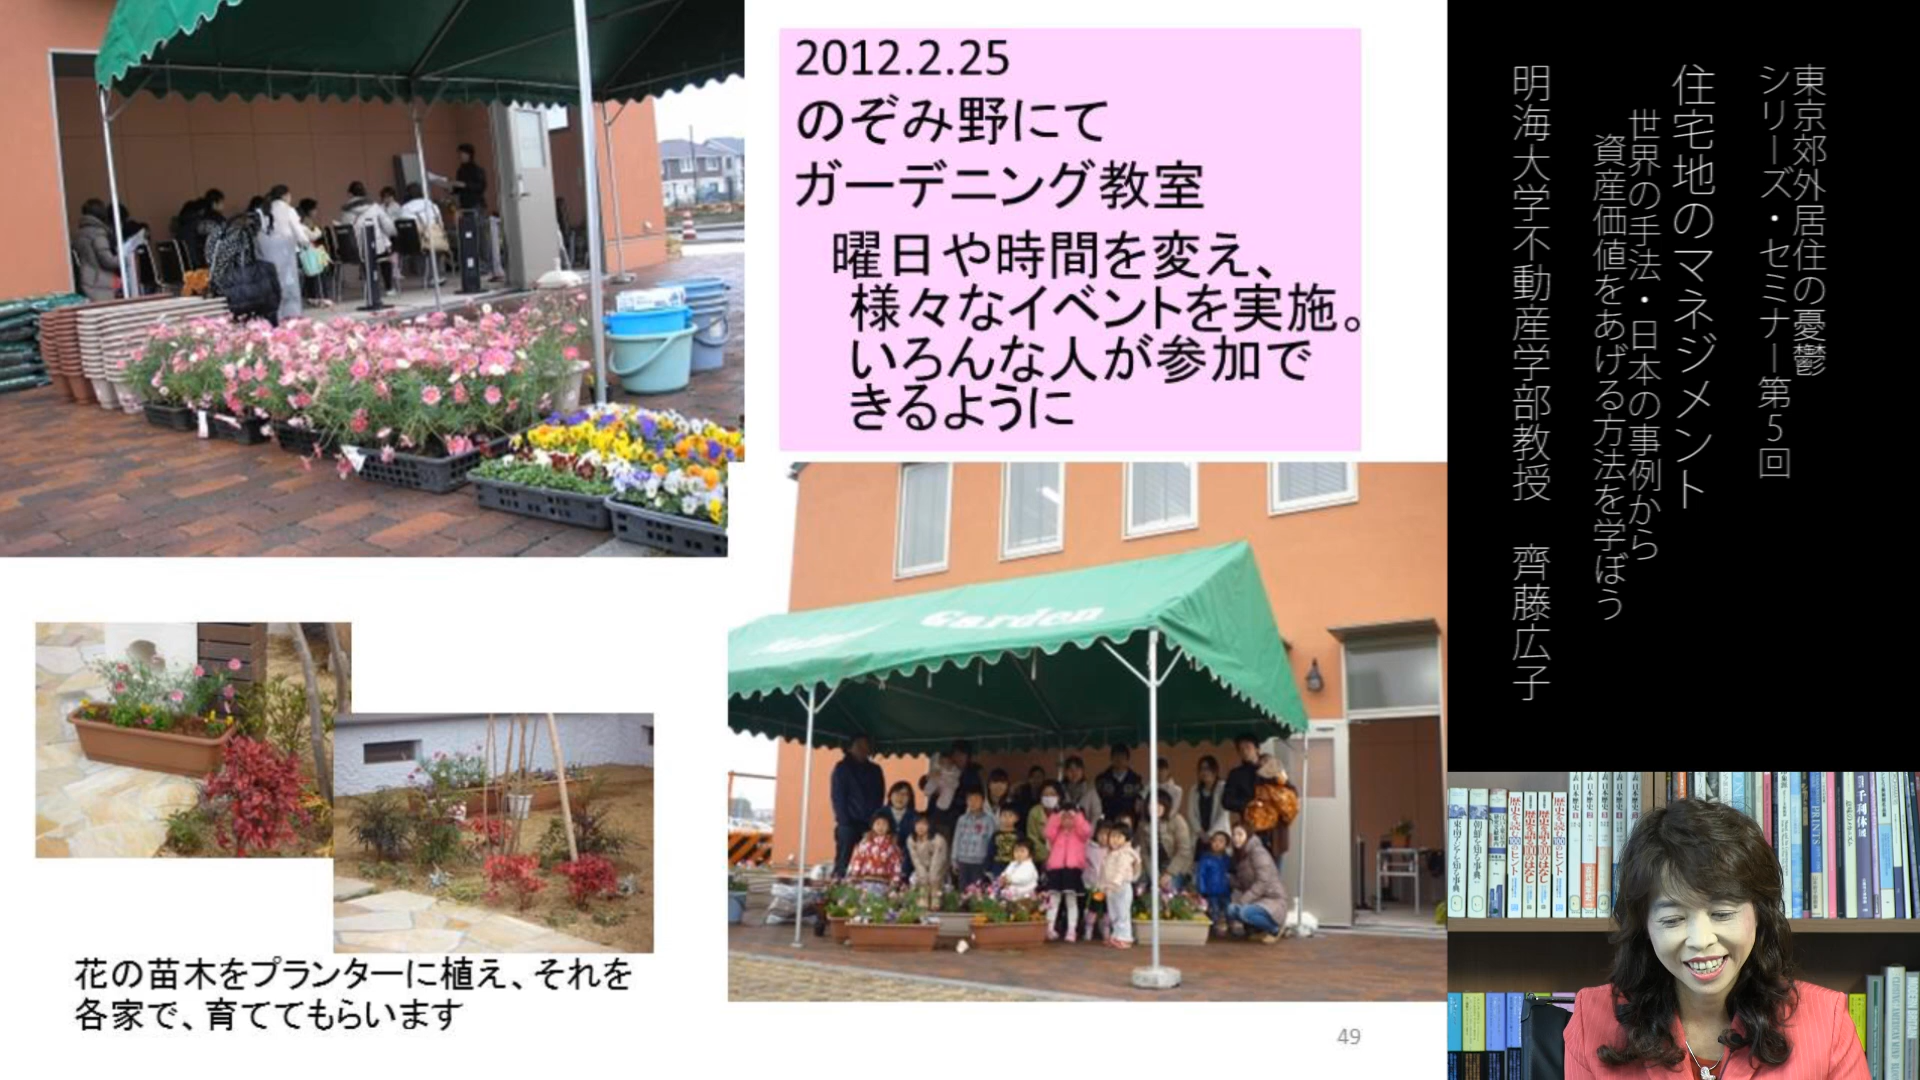 2012.2.25
のぞみ野にて
ガーデニング教室
曜日や時間を変え、
様々なイベントを実施。
いろんな人が参加で
きるように
Garden
花の苗木をプランターに植え、それを
各家で、育ててもらいます
49
東京郊外居住の憂鬱
シリーズ・セミナー第5回
住宅地のマネジメント
世界の手法・日本の事例から
資産価値をあげる方法を学ぼう
明海大学不動産学部教授 齊藤広子